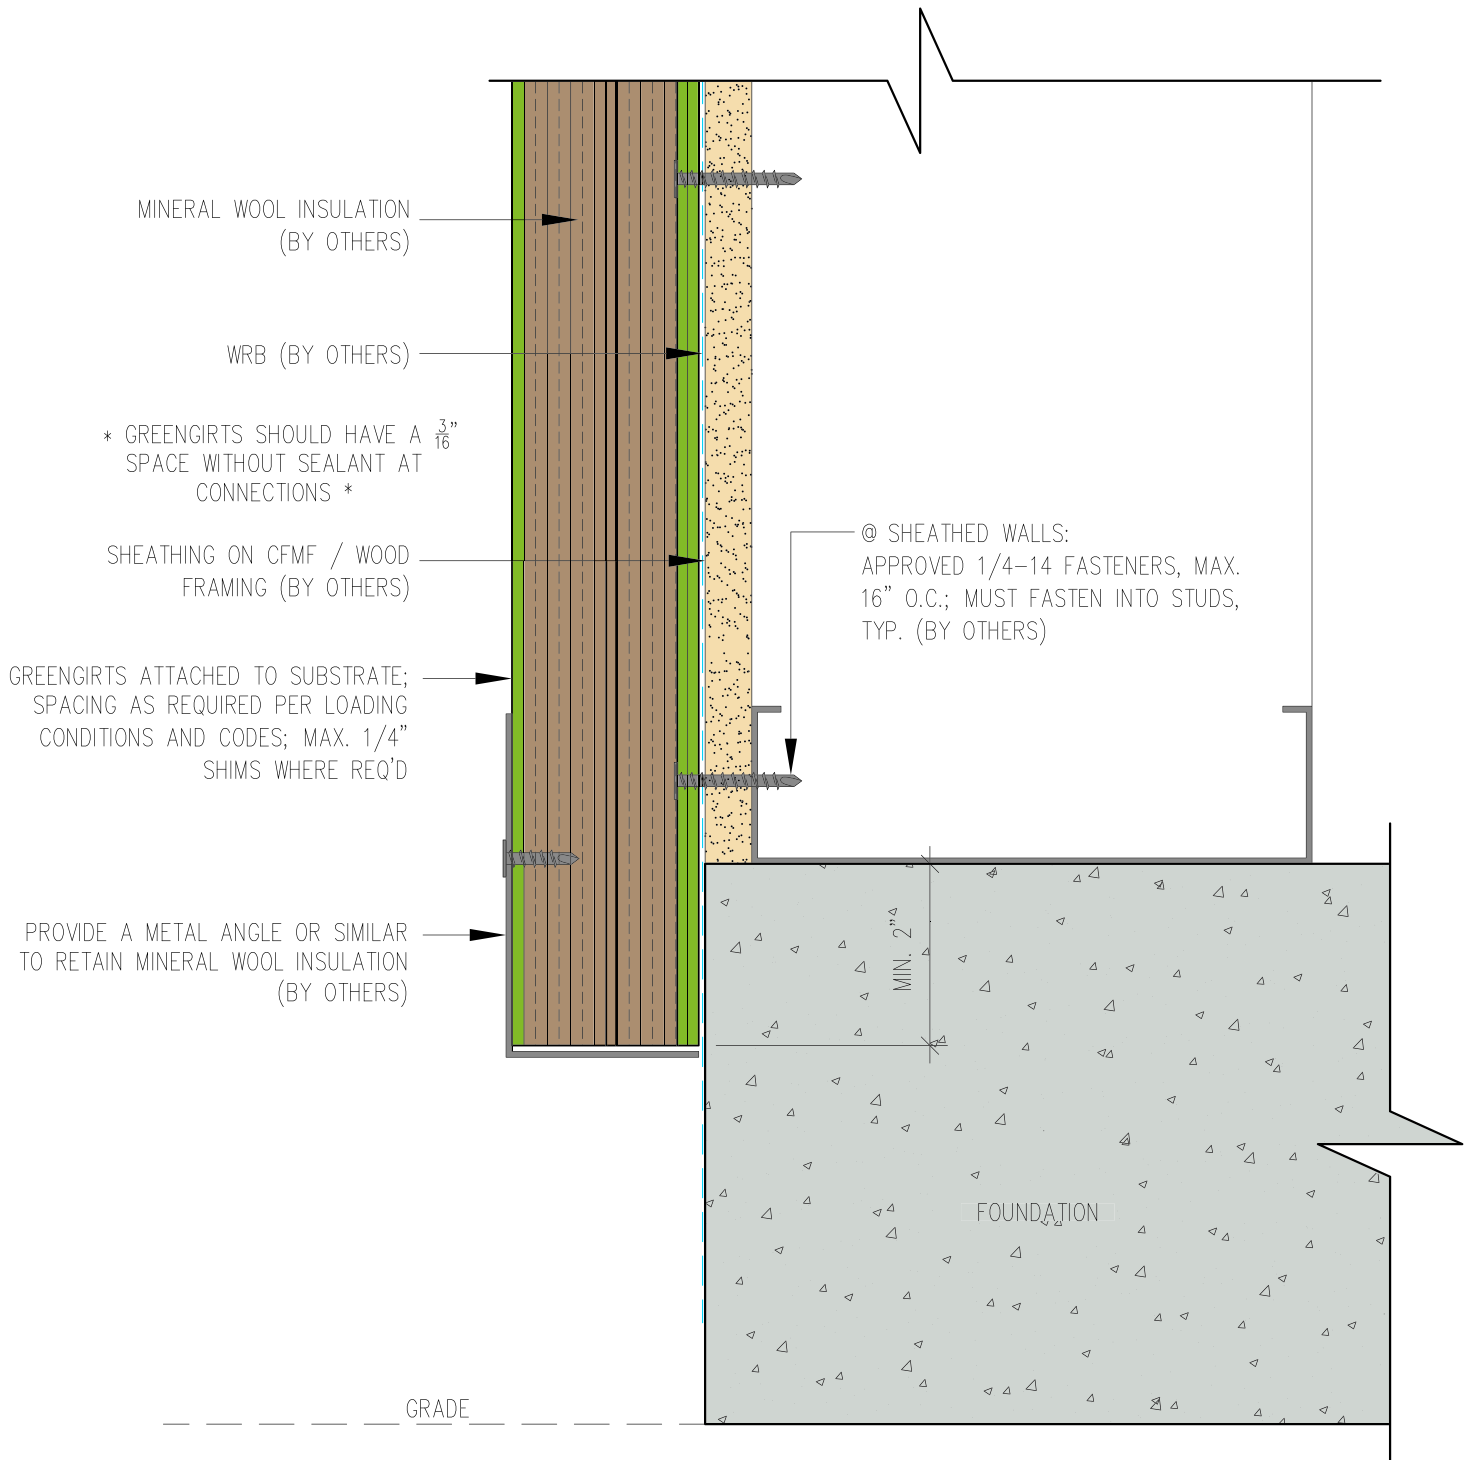 MINERAL WOOL INSULATION
(BY OTHERS)
WRB (BY OTHERS)
* GREENGIRTS SHOULD HAVE A 3/16"
SPACE WITHOUT SEALANT AT
CONNECTIONS *
SHEATHING ON CFMF / WOOD
FRAMING (BY OTHERS)
GREENGIRTS ATTACHED TO SUBSTRATE;
SPACING AS REQUIRED PER LOADING
CONDITIONS AND CODES; MAX. 1/4"
SHIMS WHERE REQ'D
PROVIDE A METAL ANGLE OR SIMILAR
TO RETAIN MINERAL WOOL INSULATION
(BY OTHERS)
@ SHEATHED WALLS:
APPROVED 1/4-14 FASTENERS, MAX.
16" O.C.; MUST FASTEN INTO STUDS,
TYP. (BY OTHERS)
MIN. 2"
FOUNDATION
GRADE